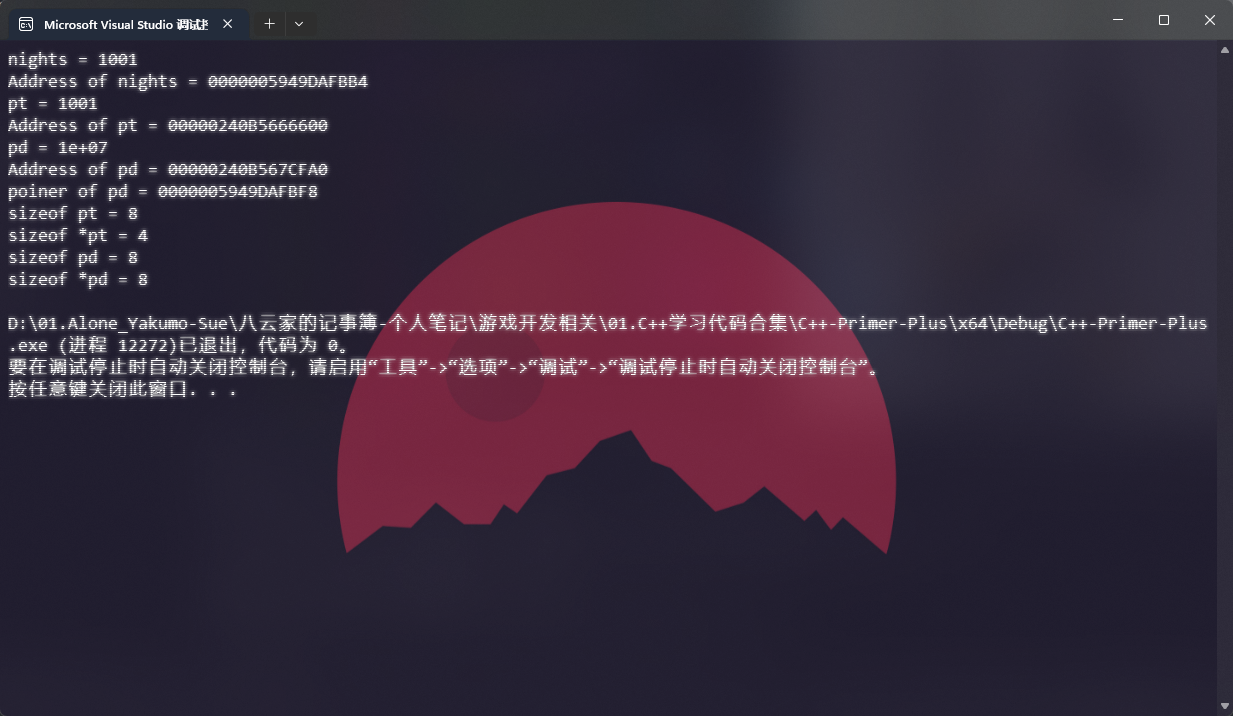 Microsoft Visual Studio 调试
nights = 1001
Address of nights = 0000005949DAFBB4
pt = 1001
Address of pt = 00000240B5666600
pd = 1e+07
Address of pd = 00000240B567CFA0
poiner of pd = 0000005949DAFBF8
sizeof pt = 8
sizeof *pt = 4
sizeof pd = 8
sizeof *pd = 8
D:\01.Alone_Yakumo-Sue\八云家的记事簿-个人笔记\游戏开发相关\01.C++学习代码合集\C++-Primer-Plus\x64\Debug\C++-Primer-Plus
.exe (进程 12272)已退出，代码为 0。
要在调试停止时自动关闭控制台，请启用“工具”->“选项”->“调试”->“调试停止时自动关闭控制台”。
按任意键关闭此窗口. . .